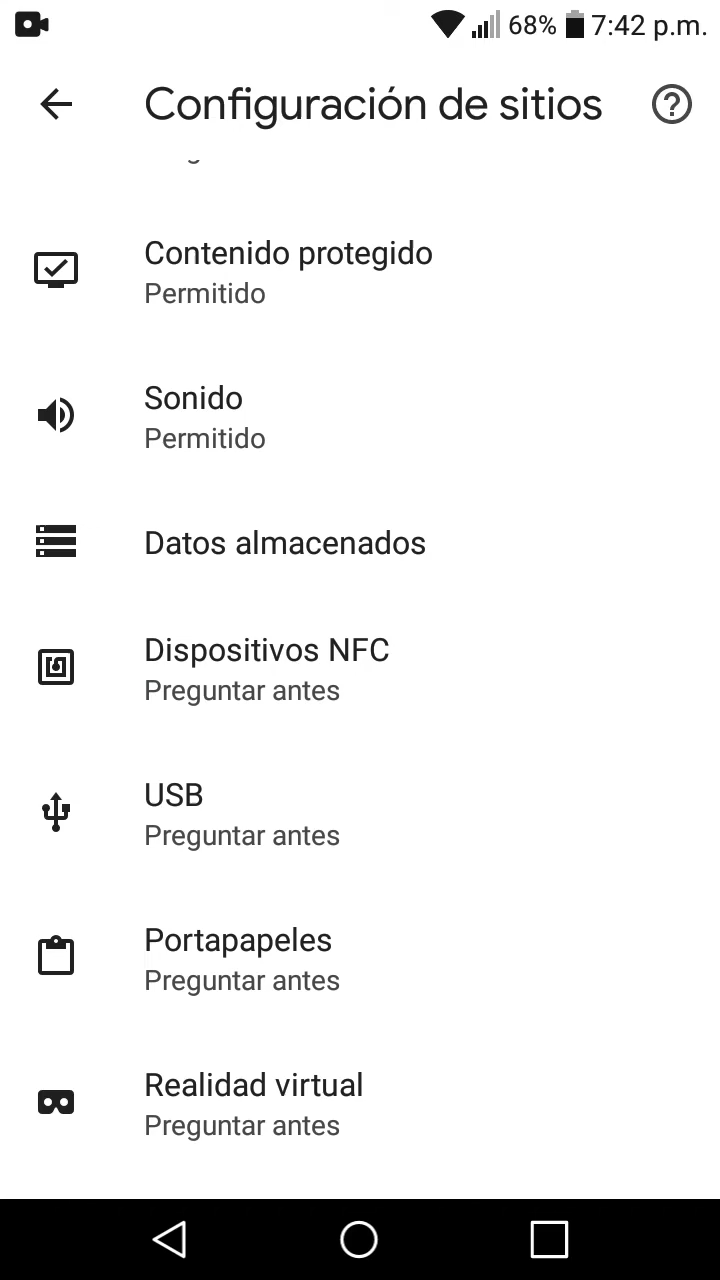 68% 7:42 p.m.
Configuración de sitios
Contenido protegido
Permitido
Sonido
Permitido
Datos almacenados
Dispositivos NFC
Preguntar antes
USB
Preguntar antes
Portapapeles
Preguntar antes
Realidad virtual
Preguntar antes